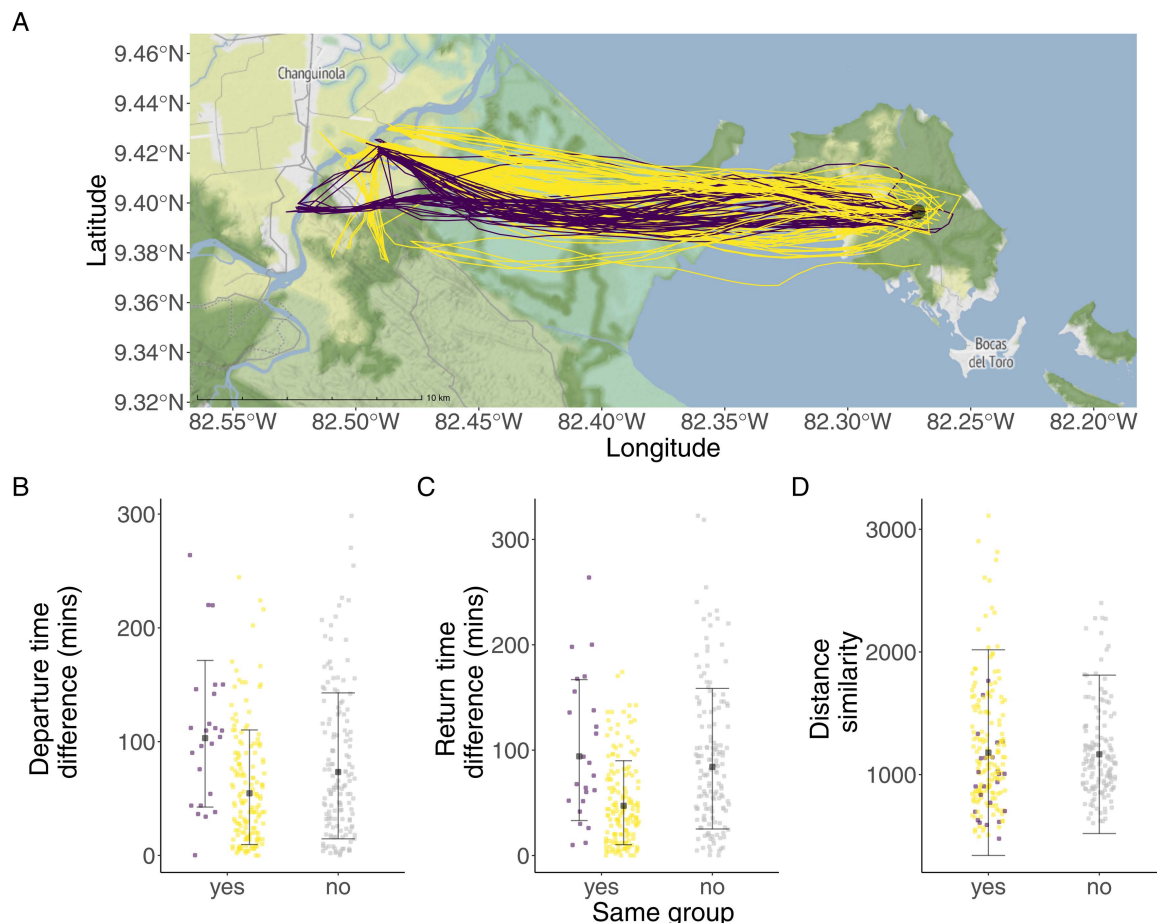 A
9.46°N
9.44°N
9.42°N
9.40°N
9.38°N
9.36°N
9.34°N
9.32°N
Latitude
Changuinola
Bocas
del Toro
10 km
82.55°W 82.50°W 82.45°W 82.40°W 82.35°W 82.30°W 82.25°W 82.20°W
Longitude
B
Departure time
difference (mins)
300
200
100
0
yes no
C
Return time
difference (mins)
300
200
100
0
yes no
Same group
D
Distance
similarity
3000
2000
1000
yes no